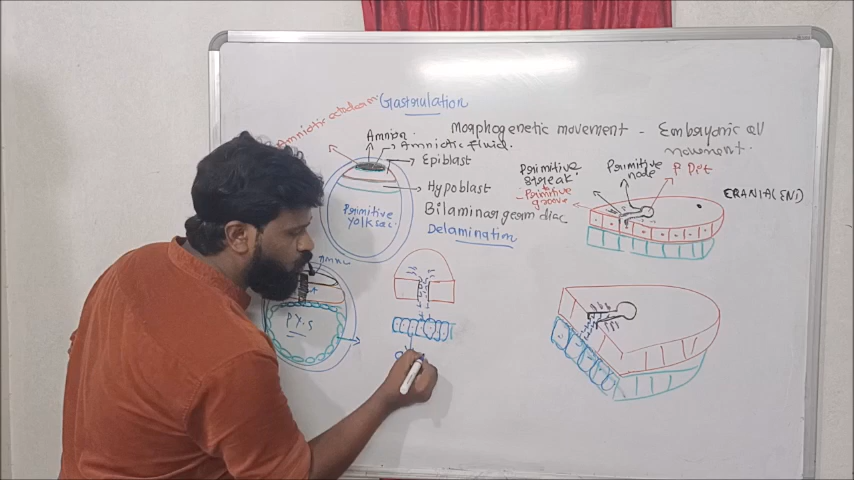 Gastrulation
Amniotic ectoderm
Amnion
Amniotic fluid
Epiblast
Hypoblast
Bilaminar germ disc
Delamination
Primitive
yolk sac
Morphogenetic movement - Embryonic cell
movement.
Primitive
streak
Primitive
groove
Primitive
node
P Pit
CRANIAL END
P.Y.S